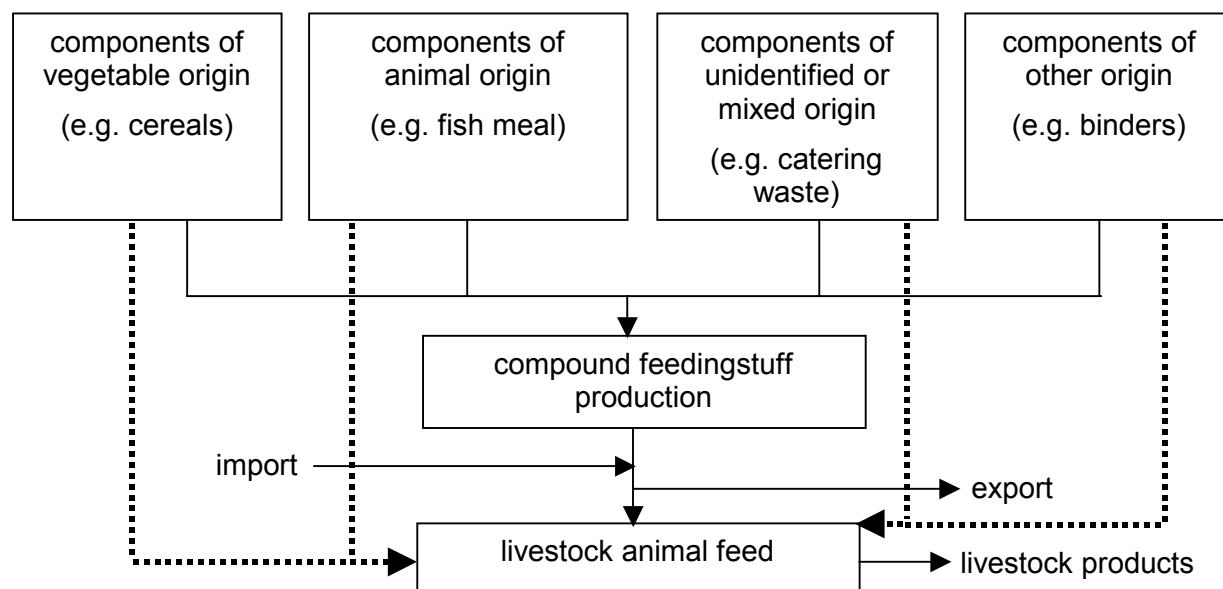 components of
vegetable origin
(e.g. cereals)
components of
animal origin
(e.g. fish meal)
components of
unidentified or
mixed origin
(e.g. catering
waste)
components of
other origin
(e.g. binders)
compound feedingstuff
production
import
export
livestock animal feed
livestock products